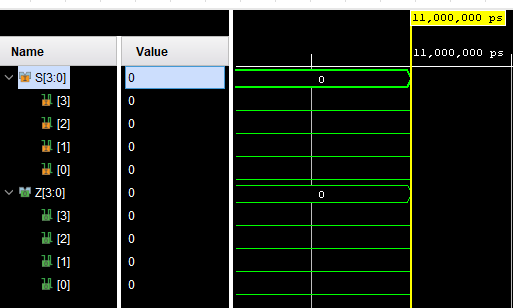 11,000,000 ps
Name Value 11,000,000 ps
S[3:0] 0 0
[3] 0
[2] 0
[1] 0
[0] 0
Z[3:0] 0 0
[3] 0
[2] 0
[1] 0
[0] 0